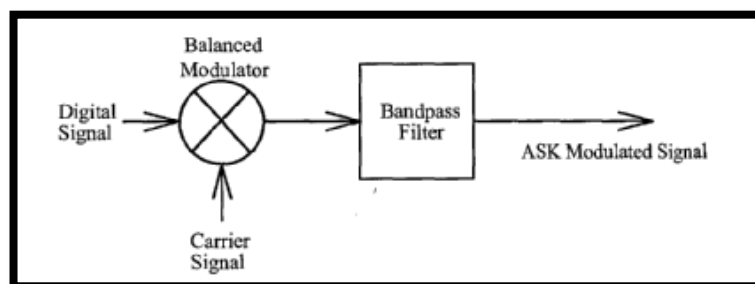 Balanced
Modulator
Digital
Signal
Bandpass
Filter
ASK Modulated Signal
Carrier
Signal